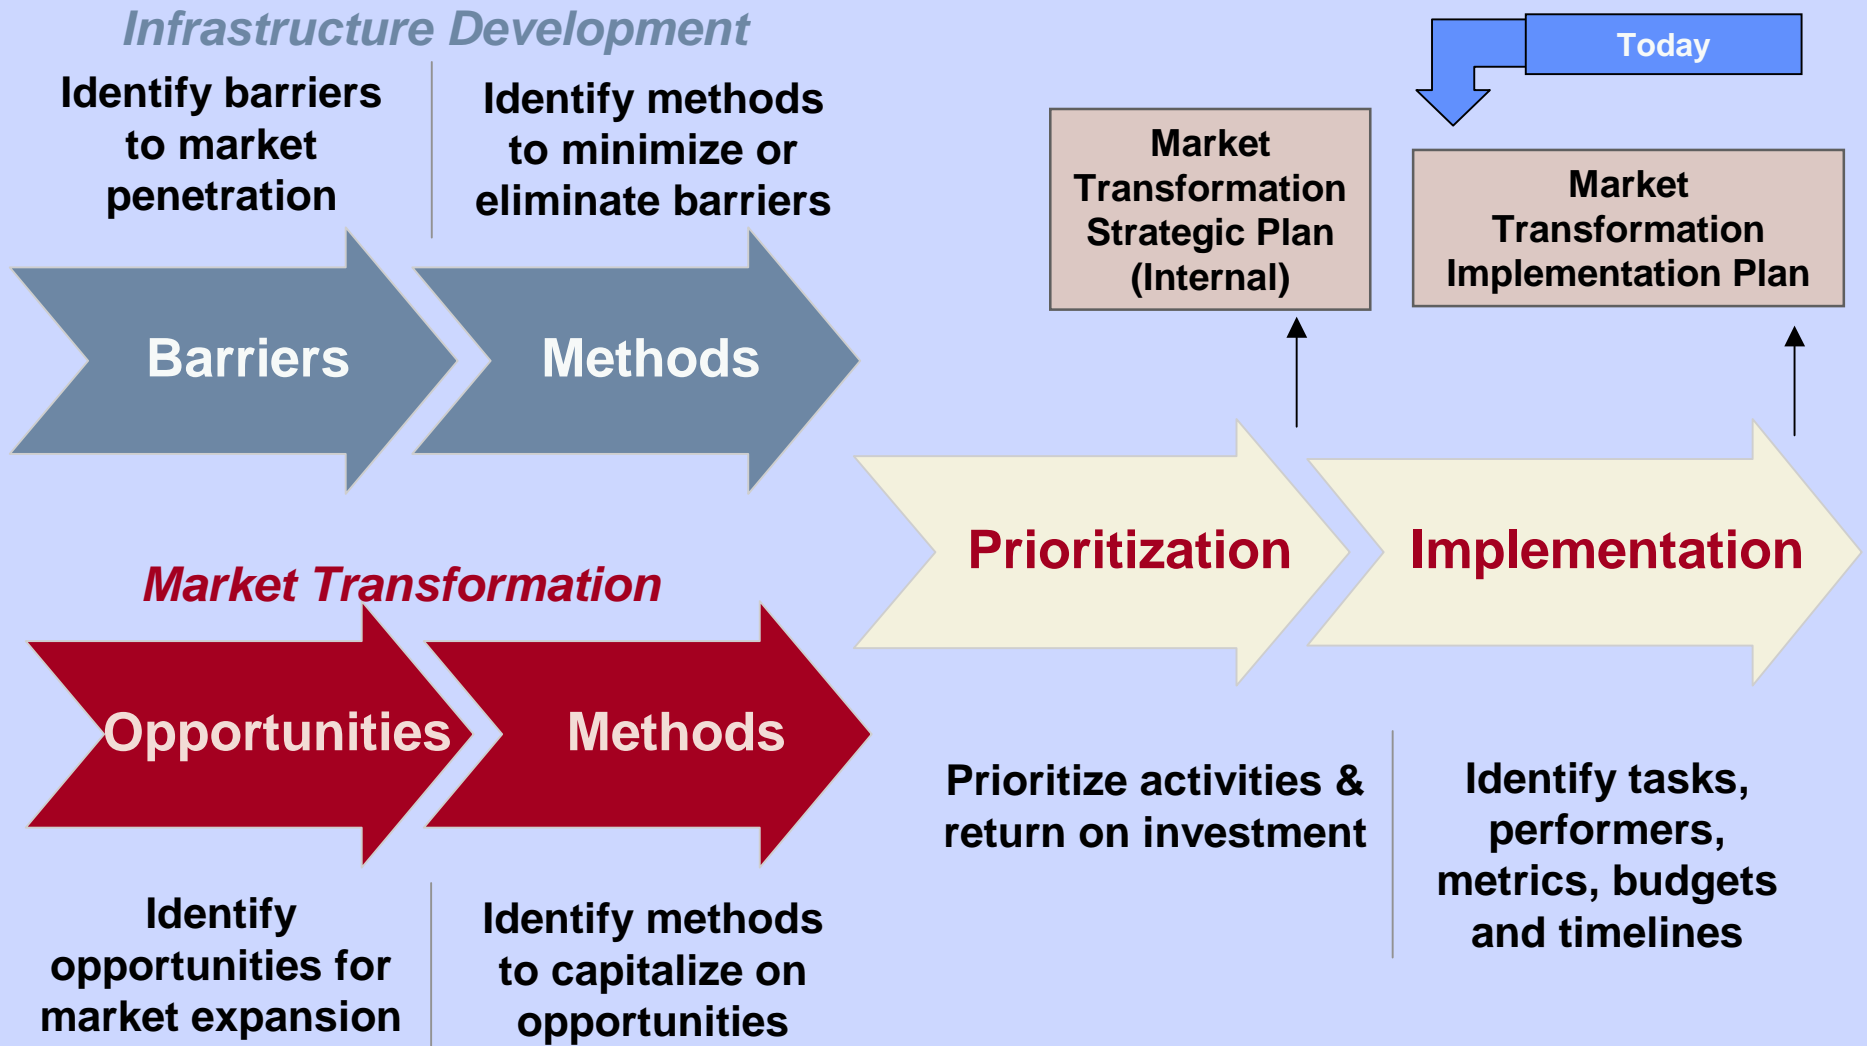 Infrastructure Development
Identify barriers
to market
penetration
Identify methods
to minimize or
eliminate barriers
Barriers
Methods
Today
Market
Transformation
Strategic Plan
(Internal)
Market
Transformation
Implementation Plan
Market Transformation
Opportunities
Methods
Prioritization
Implementation
Identify
opportunities for
market expansion
Identify methods
to capitalize on
opportunities
Prioritize activities &
return on investment
Identify tasks,
performers,
metrics, budgets
and timelines